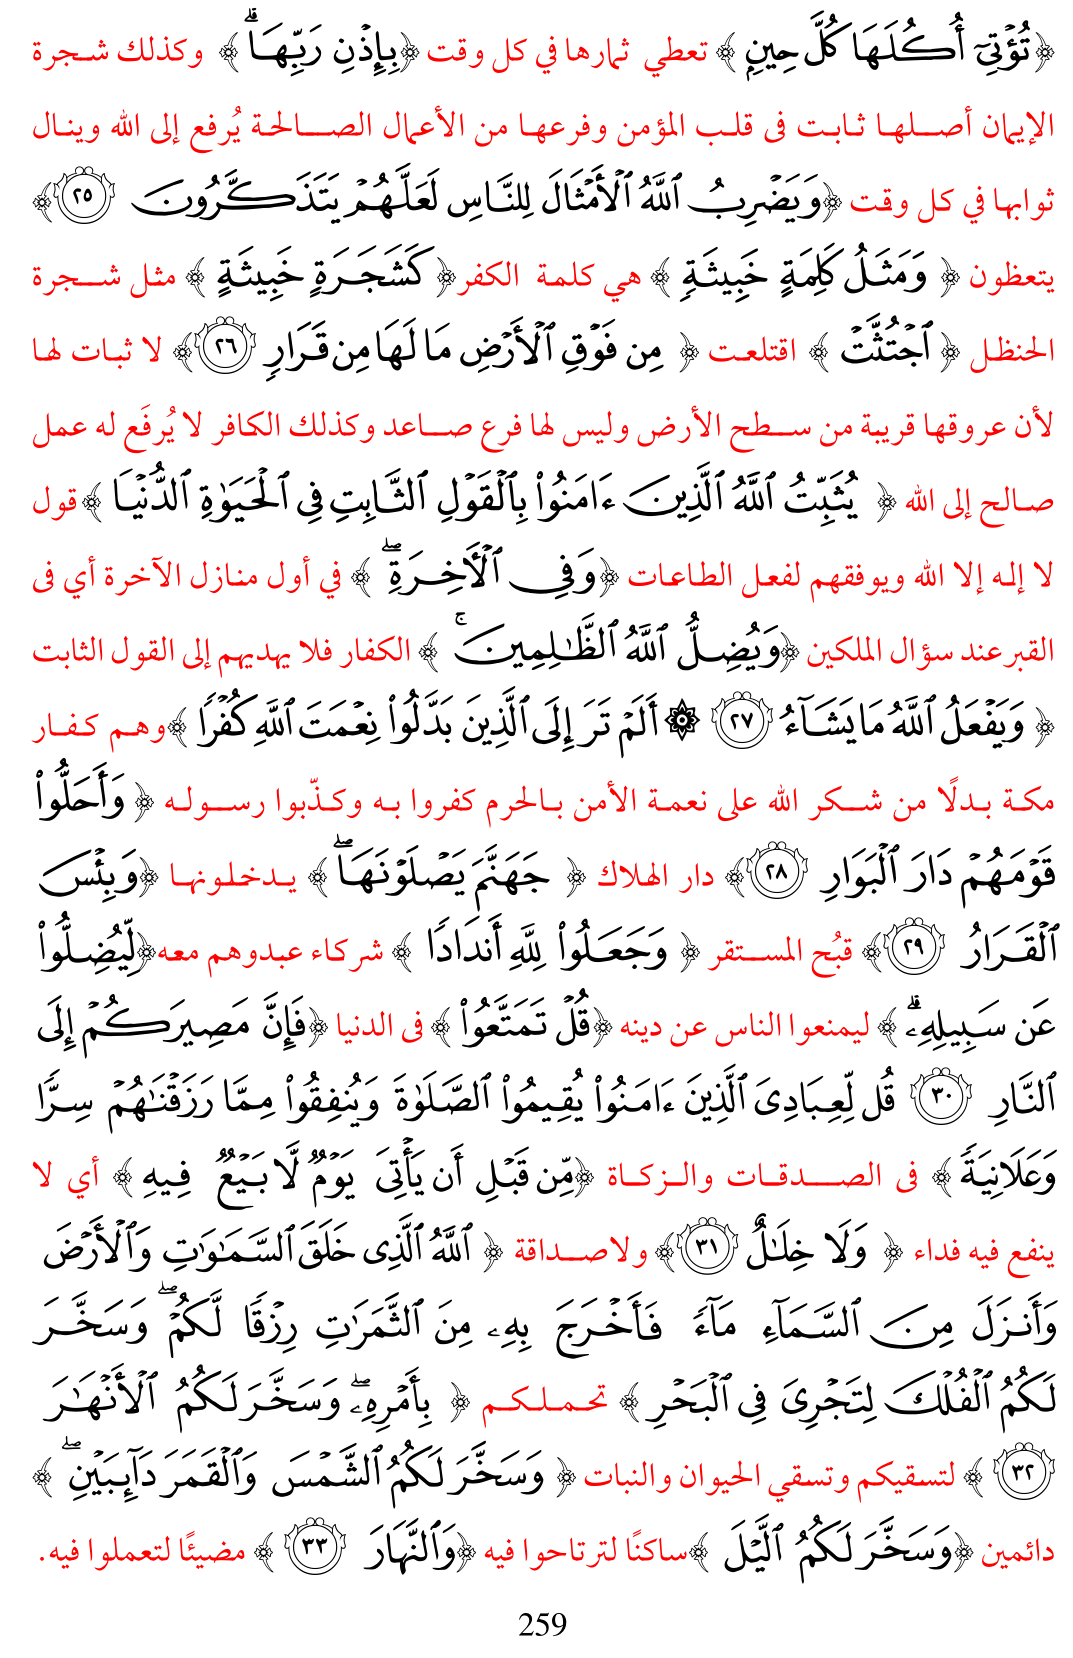 ﴿ تُؤۡتِيٓ أُكُلَهَا كُلَّ حِينِۭ ﴾ تعطي ثمارها في كل وقت ﴿بِإِذۡنِ رَبِّهَاۗ ﴾ وكذلك شجرة
الإيمان أصلها ثابت فى قلب المؤمن وفرعها من الأعمال الصالحة يُرفع إلى الله وينال
ثوابها في كل وقت ﴿وَيَضۡرِبُ ٱللَّهُ ٱلۡأَمۡثَالَ لِلنَّاسِ لَعَلَّهُمۡ يَتَذَكَّرُونَ ٢٥﴾
يتعظون ﴿ وَمَثَلُ كَلِمَةٍ خَبِيثَةٖ ﴾ هي كلمة الكفر﴿ كَشَجَرَةٍ خَبِيثَةٍ ﴾ مثل شجرة
الحنظل ﴿ ٱجۡتُثَّتۡ ﴾ اقتلعت ﴿ مِن فَوۡقِ ٱلۡأَرۡضِ مَا لَهَا مِن قَرَارٖ ٢٦﴾ لا ثبات لها
لأن عروقها قريبة من سطح الأرض وليس لها فرع صاعد وكذلك الكافر لا يُرفَع له عمل
صالح إلى الله ﴿ يُثَبِّتُ ٱللَّهُ ٱلَّذِينَ ءَامَنُواْ بِٱلۡقَوۡلِ ٱلثَّابِتِ فِي ٱلۡحَيَوٰةِ ٱلدُّنۡيَا ﴾قول
لا إله إلا الله ويوفقهم لفعل الطاعات ﴿وَفِي ٱلۡأٓخِرَةِۖ ﴾ في أول منازل الآخرة أي فى
القبرعند سؤال الملكين ﴿وَيُضِلُّ ٱللَّهُ ٱلظَّٰلِمِينَۚ ﴾ الكفار فلا يهديهم إلى القول الثابت
﴿ وَيَفۡعَلُ ٱللَّهُ مَا يَشَآءُ ٢٧ ۞ أَلَمۡ تَرَ إِلَى ٱلَّذِينَ بَدَّلُواْ نِعۡمَتَ ٱللَّهِ كُفۡرٗا ﴾وهم كفار
مكة بدلًا من شكر الله على نعمة الأمن بالحرم كفروا به وكذّبوا رسوله ﴿ وَأَحَلُّواْ
قَوۡمَهُمۡ دَارَ ٱلۡبَوَارِ ٢٨﴾ دار الهلاك ﴿ جَهَنَّمَ يَصۡلَوۡنَهَاۖ﴾ يدخلونها ﴿وَبِئۡسَ
ٱلۡقَرَارُ ٢٩﴾ قبُح المستقر ﴿ وَجَعَلُواْ لِلَّهِ أَندَادٗا ﴾ شركاء عبدوهم معه﴿لِّيُضِلُّواْ
عَن سَبِيلِهِۦۗ ﴾ ليمنعوا الناس عن دينه ﴿قُلۡ تَمَتَّعُواْ ﴾ فى الدنيا ﴿فَإِنَّ مَصِيرَكُمۡ إِلَى
ٱلنَّارِ ٣٠ قُل لِّعِبَادِيَ ٱلَّذِينَ ءَامَنُواْ يُقِيمُواْ ٱلصَّلَوٰةَ وَيُنفِقُواْ مِمَّا رَزَقۡنَٰهُمۡ سِرّٗا
وَعَلَانِيَةٗ ﴾ فى الصدقات والزكاة ﴿مِّن قَبۡلِ أَن يَأۡتِيَ يَوۡمٞ لَّا بَيۡعٞ فِيهِ ﴾ أي لا
ينفع فيه فداء ﴿ وَلَا خِلَٰلٌ ٣١﴾ ولاصداقة ﴿ ٱللَّهُ ٱلَّذِي خَلَقَ ٱلسَّمَٰوَٰتِ وَٱلۡأَرۡضَ
وَأَنزَلَ مِنَ ٱلسَّمَآءِ مَآءٗ فَأَخۡرَجَ بِهِۦ مِنَ ٱلثَّمَرَٰتِ رِزۡقٗا لَّكُمۡۖ وَسَخَّرَ
لَكُمُ ٱلۡفُلۡكَ لِتَجۡرِيَ فِي ٱلۡبَحۡرِ ﴾ تحملكم ﴿ بِأَمۡرِهِۦۖ وَسَخَّرَ لَكُمُ ٱلۡأَنۡهَٰرَ
٣٢ ﴾ لتسقيكم وتسقي الحيوان والنبات ﴿ وَسَخَّرَ لَكُمُ ٱلشَّمۡسَ وَٱلۡقَمَرَ دَآئِبَيۡنِۖ ﴾
دائمين ﴿وَسَخَّرَ لَكُمُ ٱلَّيۡلَ ﴾ساكنًا لترتاحوا فيه ﴿وَٱلنَّهَارَ ٣٣ ﴾ مضيئًا لتعملوا فيه.
259